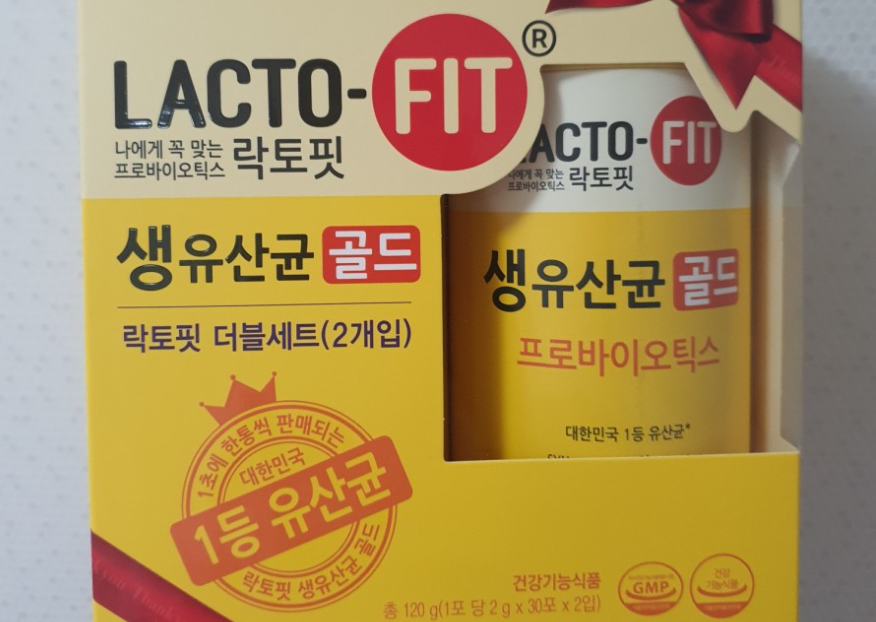 LACTO-FIT®
나에게 꼭 맞는
프로바이오틱스 락토핏
생유산균 골드
락토핏 더블세트(2개입)
1초에 한통씩 판매되는
대한민국
1등 유산균
락토핏 생유산균 골드
LACTO-FIT
나에게 꼭 맞는
프로바이오틱스 락토핏
생유산균 골드
프로바이오틱스
대한민국 1등 유산균*
건강기능식품
총 120 g(1포 당 2 g x 30포 x 2입)
GMP
건강
기능식품
Thank